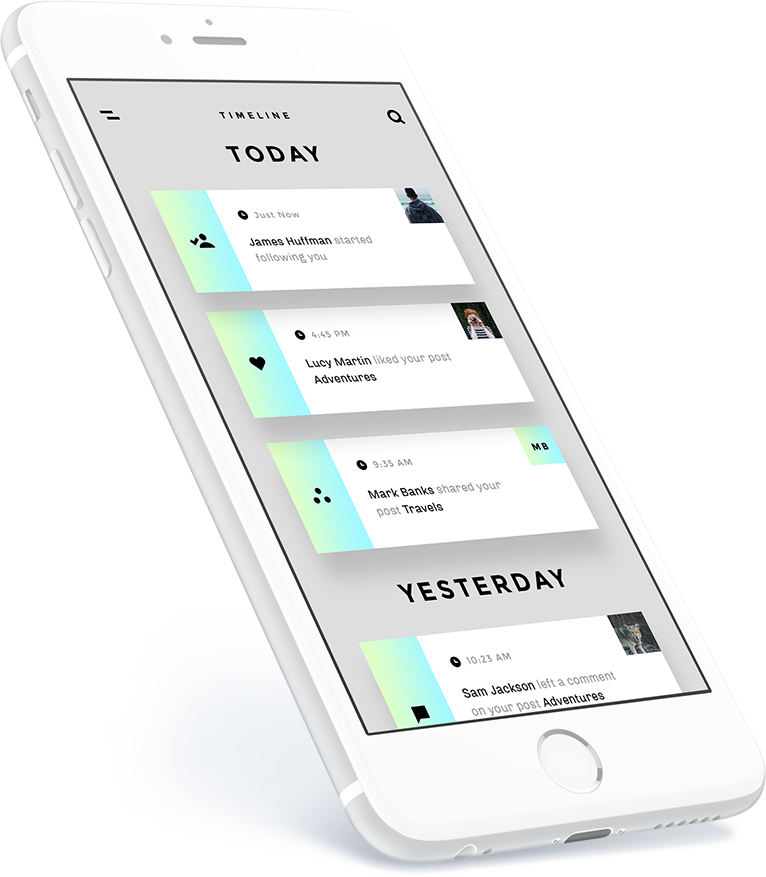 TIMELINE
TODAY
Just Now
James Huffman started
following you
4:45 PM
Lucy Martin liked your post
Adventures
MB
9:35 AM
Mark Banks shared your
post Travels
YESTERDAY
10:23 AM
Sam Jackson left a comment
on your post Adventures